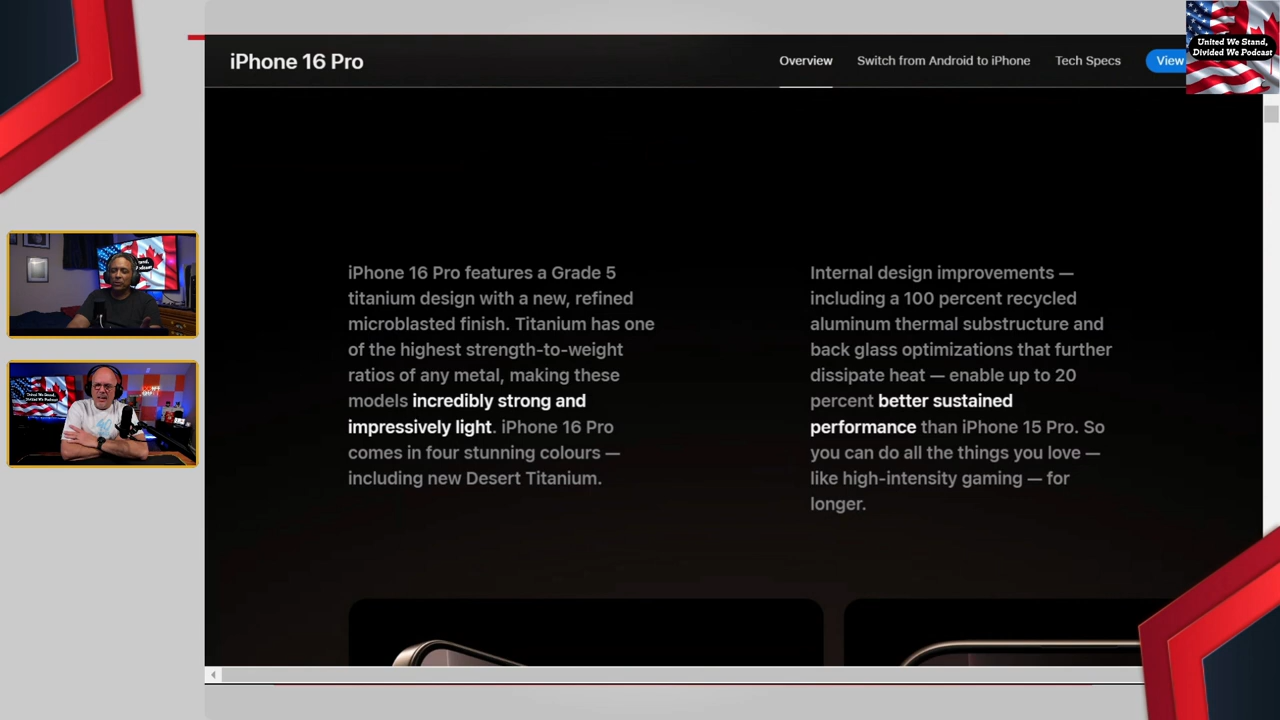 iPhone 16 Pro
Overview
Switch from Android to iPhone
Tech Specs
View
United We Stand,
Divided We Podcast
iPhone 16 Pro features a Grade 5
titanium design with a new, refined
microblasted finish. Titanium has one
of the highest strength-to-weight
ratios of any metal, making these
models incredibly strong and
impressively light. iPhone 16 Pro
comes in four stunning colours —
including new Desert Titanium.
Internal design improvements —
including a 100 percent recycled
aluminum thermal substructure and
back glass optimizations that further
dissipate heat — enable up to 20
percent better sustained
performance than iPhone 15 Pro. So
you can do all the things you love —
like high-intensity gaming — for
longer.